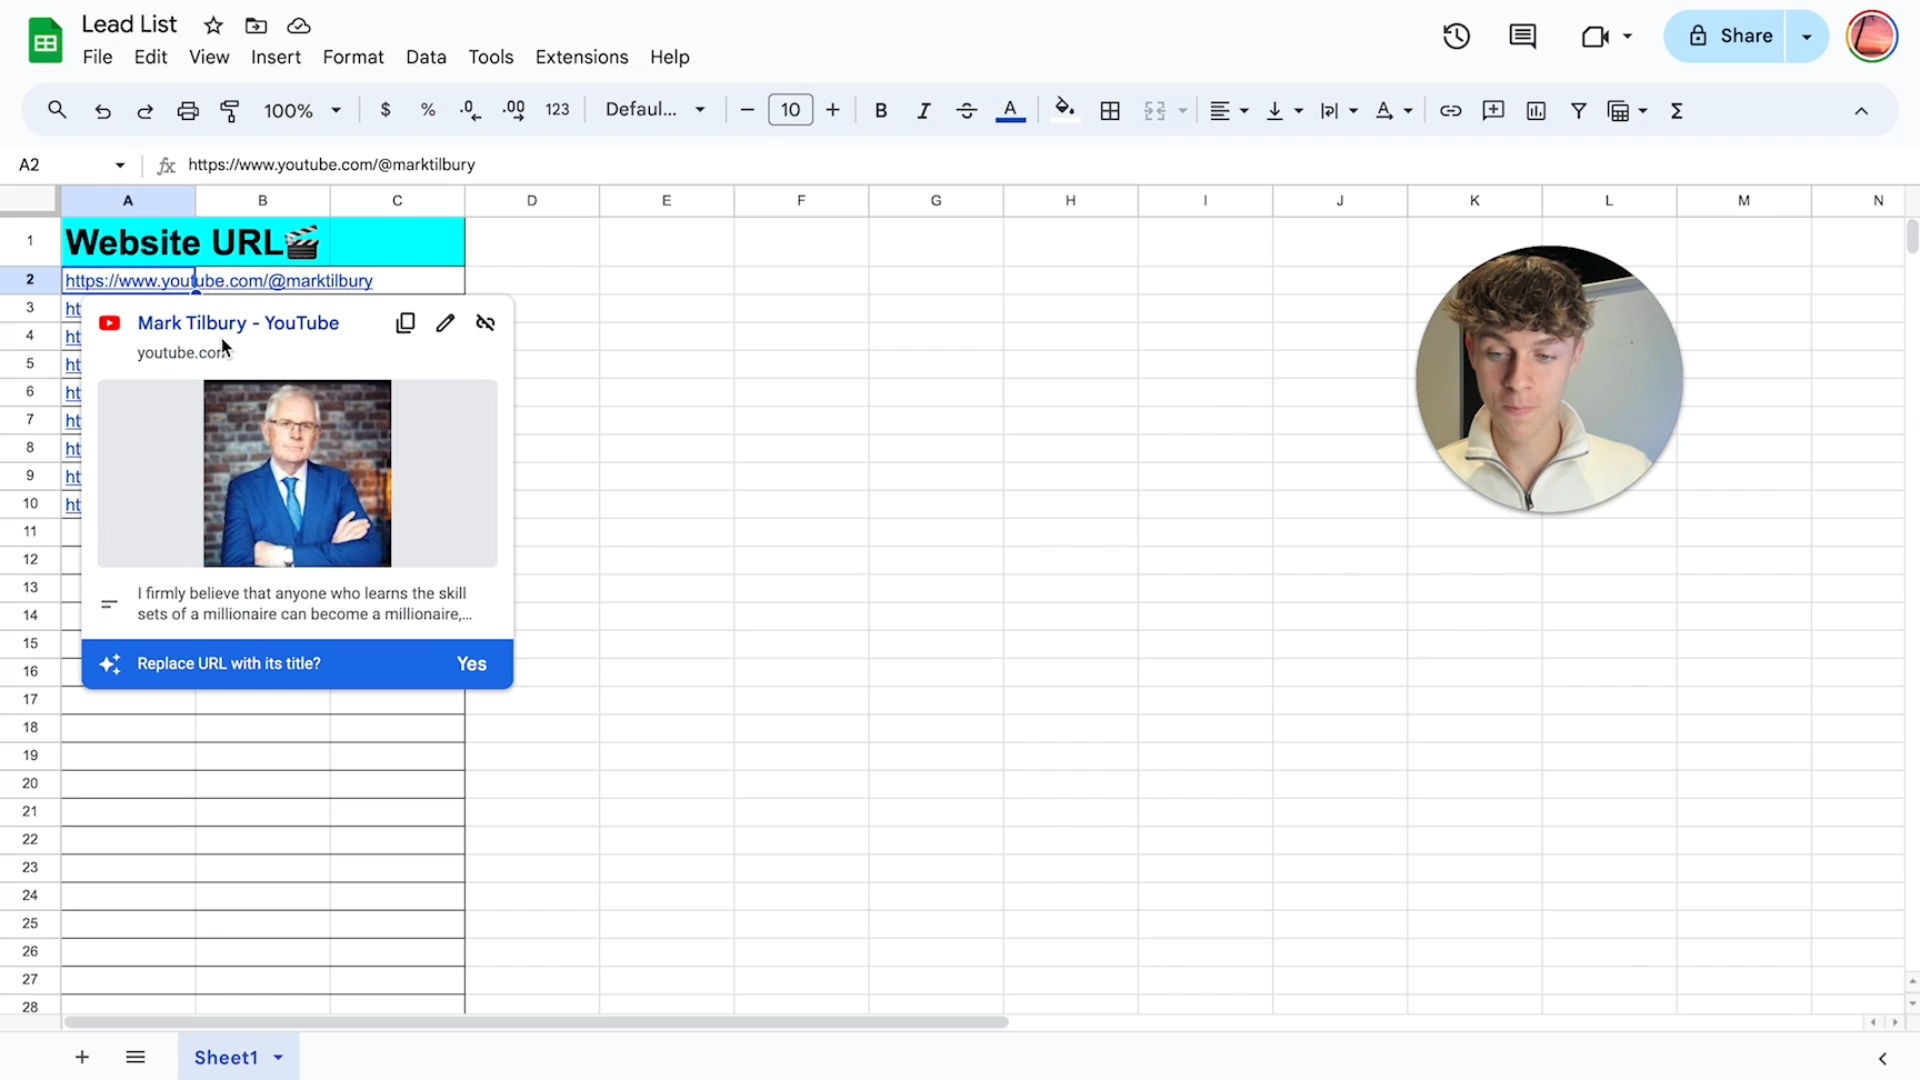 Lead List
File Edit View Insert Format Data Tools Extensions Help
Share
100% $ % .0 .00 123 Defaul... 10 B I A A Σ
A2 fx https://www.youtube.com/@marktilbury
A B C D E F G H I J K L M N
1 Website URL🎬
2 https://www.youtube.com/@marktilbury
3 ht
Mark Tilbury - YouTube
4 ht
youtube.com
5 ht
6 ht
7 ht
8 ht
9 ht
10 ht
11
12
13
I firmly believe that anyone who learns the skill
14
sets of a millionaire can become a millionaire,...
15
16
Replace URL with its title? Yes
17
18
19
20
21
22
23
24
25
26
27
28
Sheet1